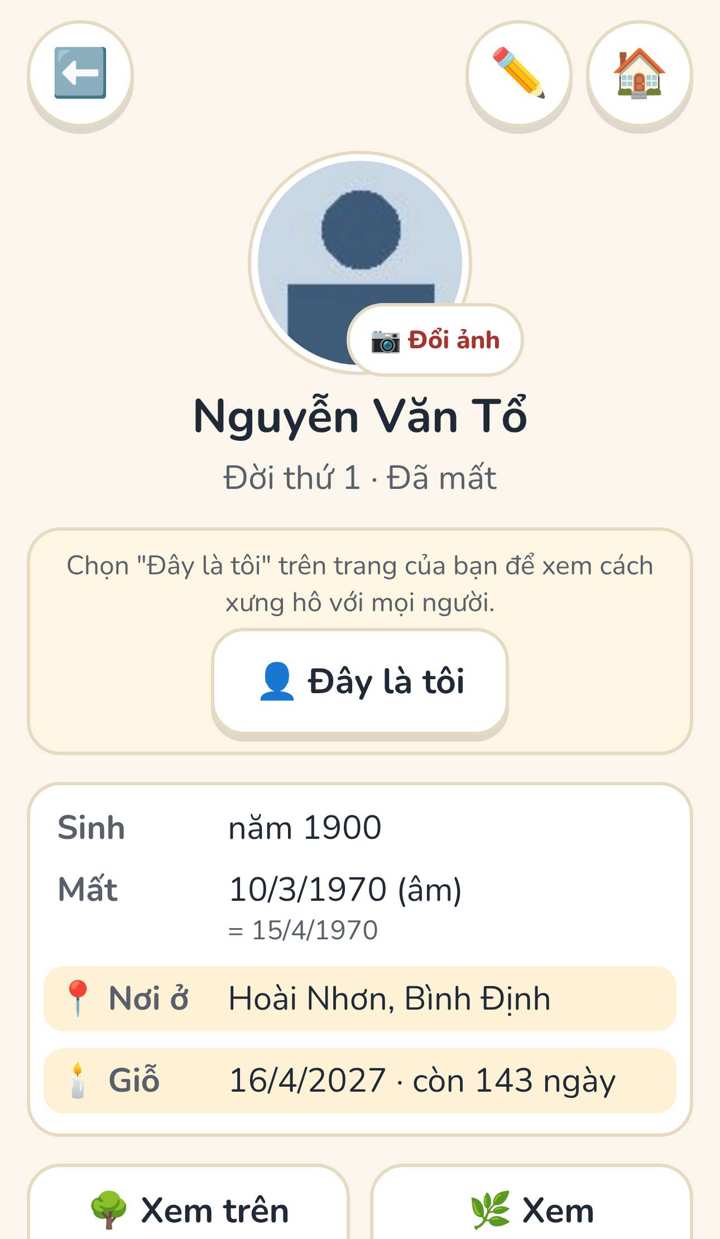 Đổi ảnh
Nguyễn Văn Tổ
Đời thứ 1 · Đã mất
Chọn "Đây là tôi" trên trang của bạn để xem cách
xưng hô với mọi người.
Đây là tôi
Sinh năm 1900
Mất 10/3/1970 (âm)
= 15/4/1970
Nơi ở Hoài Nhơn, Bình Định
Giỗ 16/4/2027 · còn 143 ngày
Xem trên Xem